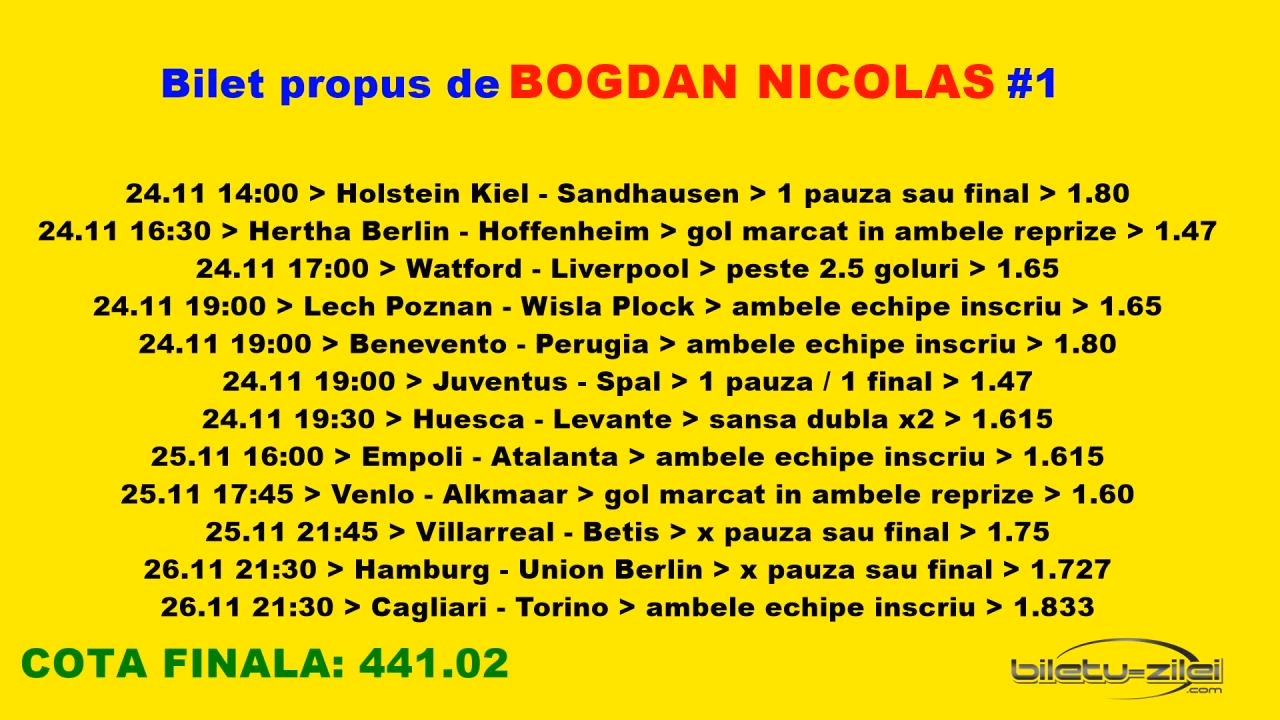 Bilet propus de BOGDAN NICOLAS #1
24.11 14:00 > Holstein Kiel - Sandhausen > 1 pauza sau final > 1.80
24.11 16:30 > Hertha Berlin - Hoffenheim > gol marcat in ambele reprize > 1.47
24.11 17:00 > Watford - Liverpool > peste 2.5 goluri > 1.65
24.11 19:00 > Lech Poznan - Wisla Plock > ambele echipe inscriu > 1.65
24.11 19:00 > Benevento - Perugia > ambele echipe inscriu > 1.80
24.11 19:00 > Juventus - Spal > 1 pauza / 1 final > 1.47
24.11 19:30 > Huesca - Levante > sansa dubla x2 > 1.615
25.11 16:00 > Empoli - Atalanta > ambele echipe inscriu > 1.615
25.11 17:45 > Venlo - Alkmaar > gol marcat in ambele reprize > 1.60
25.11 21:45 > Villarreal - Betis > x pauza sau final > 1.75
26.11 21:30 > Hamburg - Union Berlin > x pauza sau final > 1.727
26.11 21:30 > Cagliari - Torino > ambele echipe inscriu > 1.833
COTA FINALA: 441.02
biletu-zilei
.com